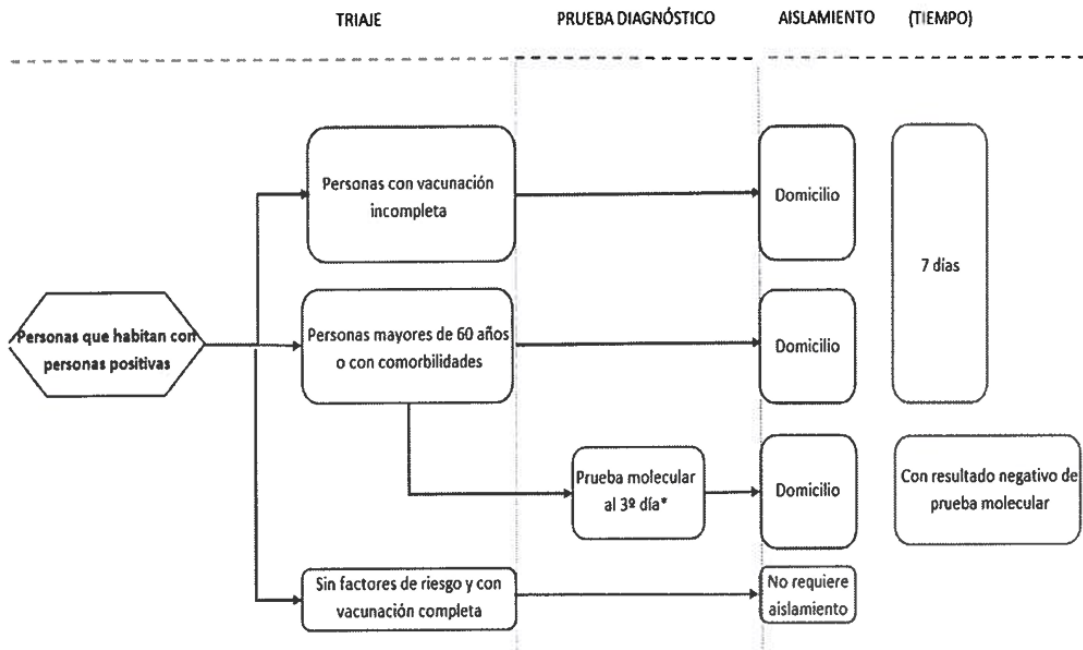 TRIAJE
PRUEBA DIAGNÓSTICO
AISLAMIENTO
(TIEMPO)
Personas con vacunación
incompleta
Domicilio
7 días
Personas que habitan con
personas positivas
Personas mayores de 60 años
o con comorbilidades
Domicilio
Prueba molecular
al 3º día*
Domicilio
Con resultado negativo de
prueba molecular
Sin factores de riesgo y con
vacunación completa
No requiere
aislamiento